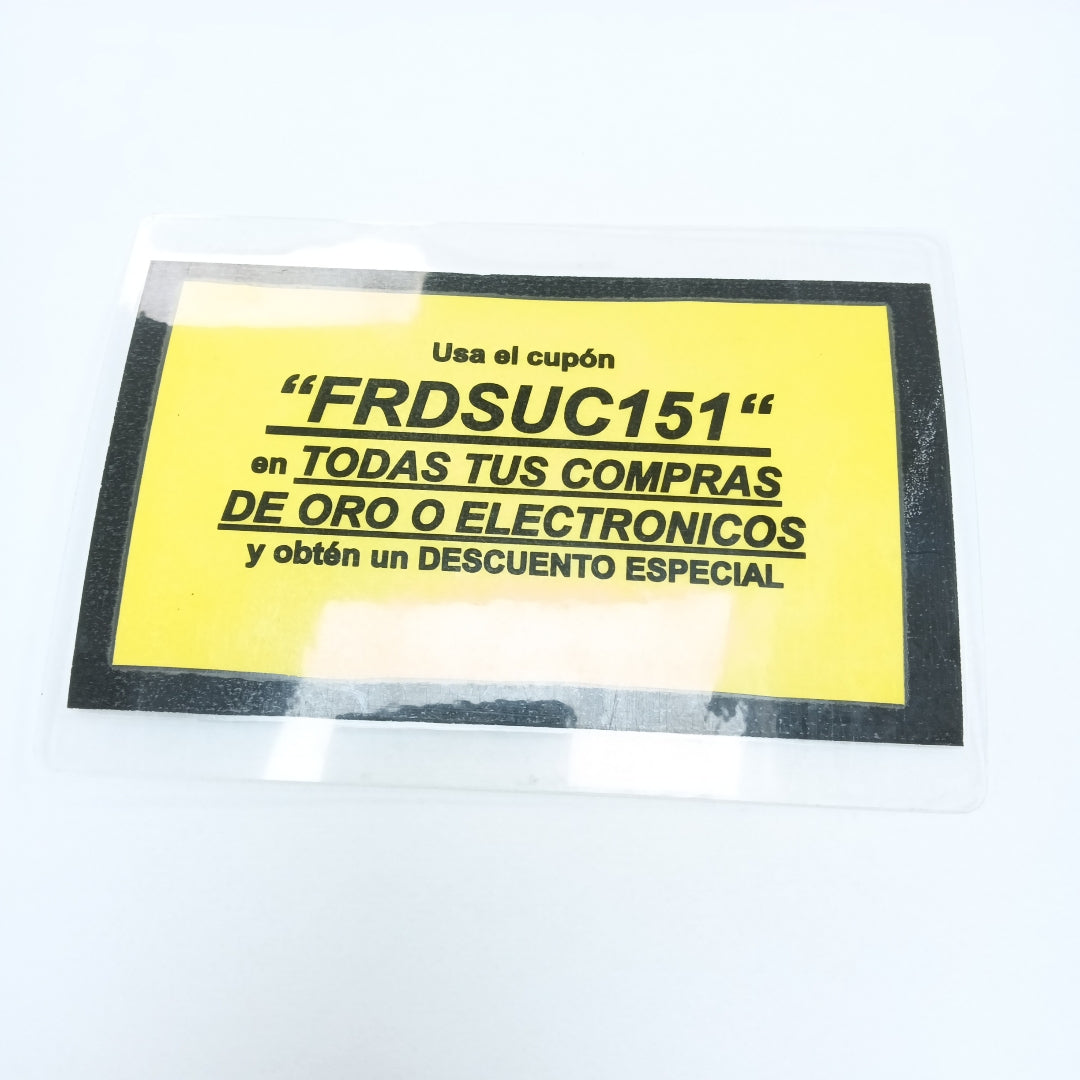 Usa el cupón
“FRDSUC151“
en TODAS TUS COMPRAS
DE ORO O ELECTRONICOS
y obtén un DESCUENTO ESPECIAL